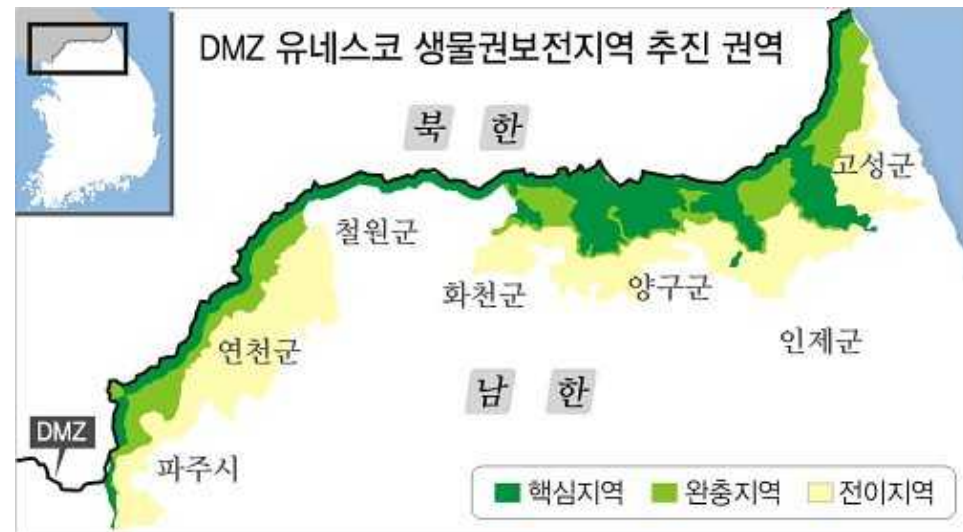 DMZ 유네스코 생물권보전지역 추진 권역
북 한
고성군
철원군
화천군
양구군
인제군
연천군
남 한
DMZ
파주시
핵심지역 완충지역 전이지역